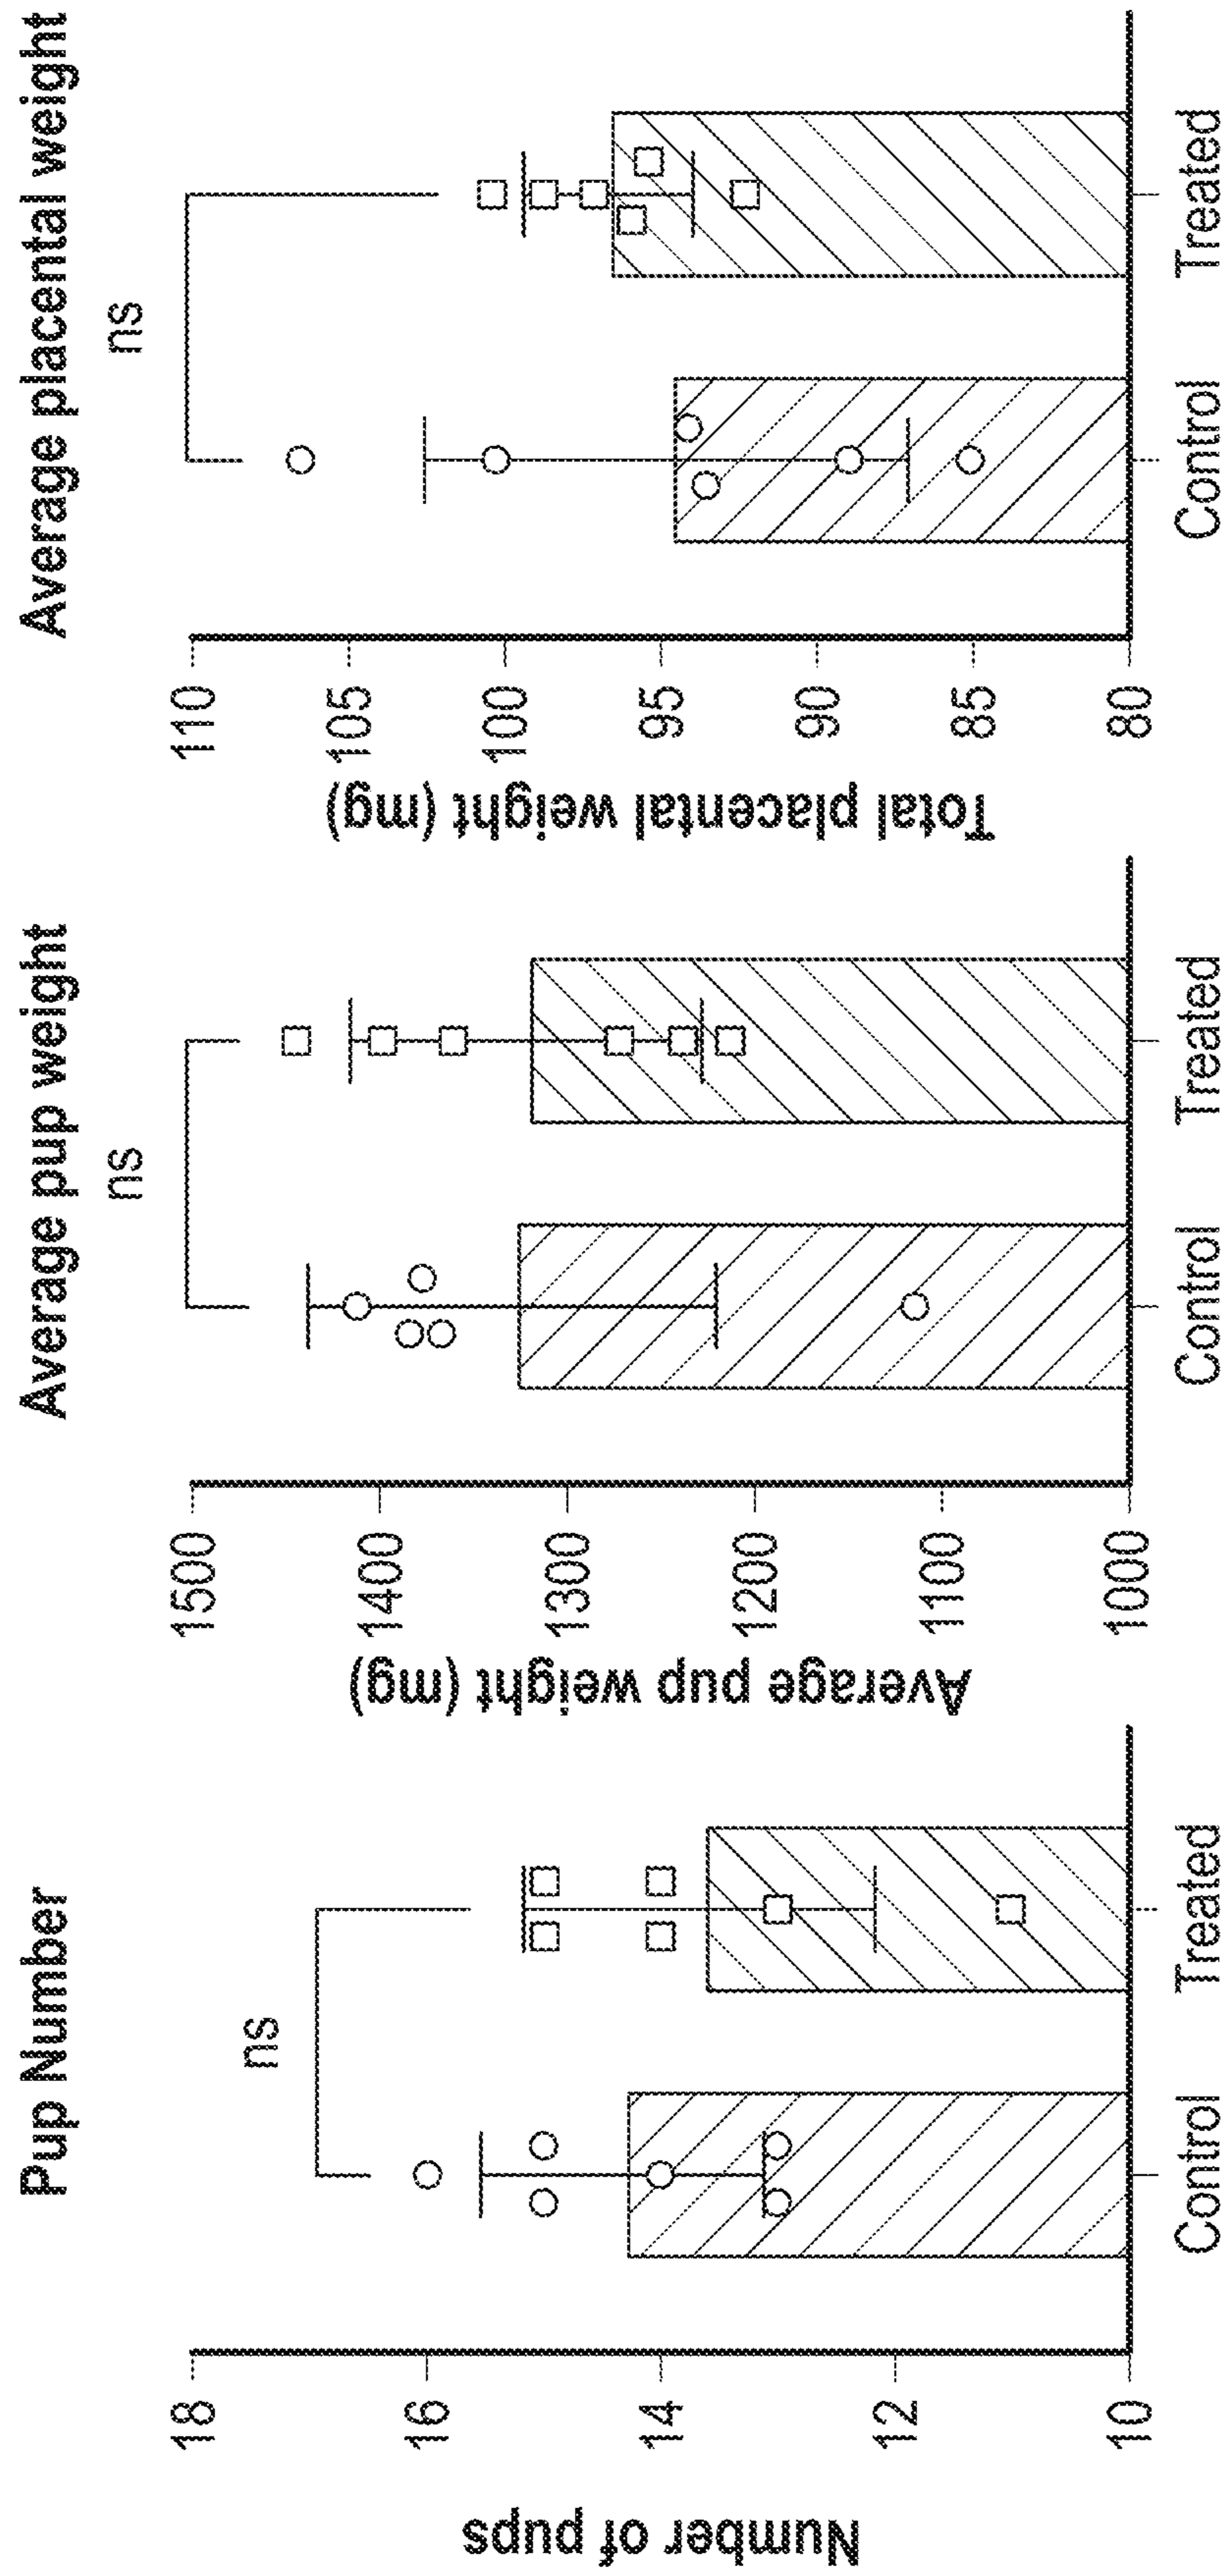 Pup Number
Number of pups
18
16
14
12
10
ns
Control
Treated
Average pup weight
Average pup weight (mg)
1500
1400
1300
1200
1100
1000
ns
Control
Treated
Average placental weight
Total placental weight (mg)
110
105
100
95
90
85
80
ns
Control
Treated